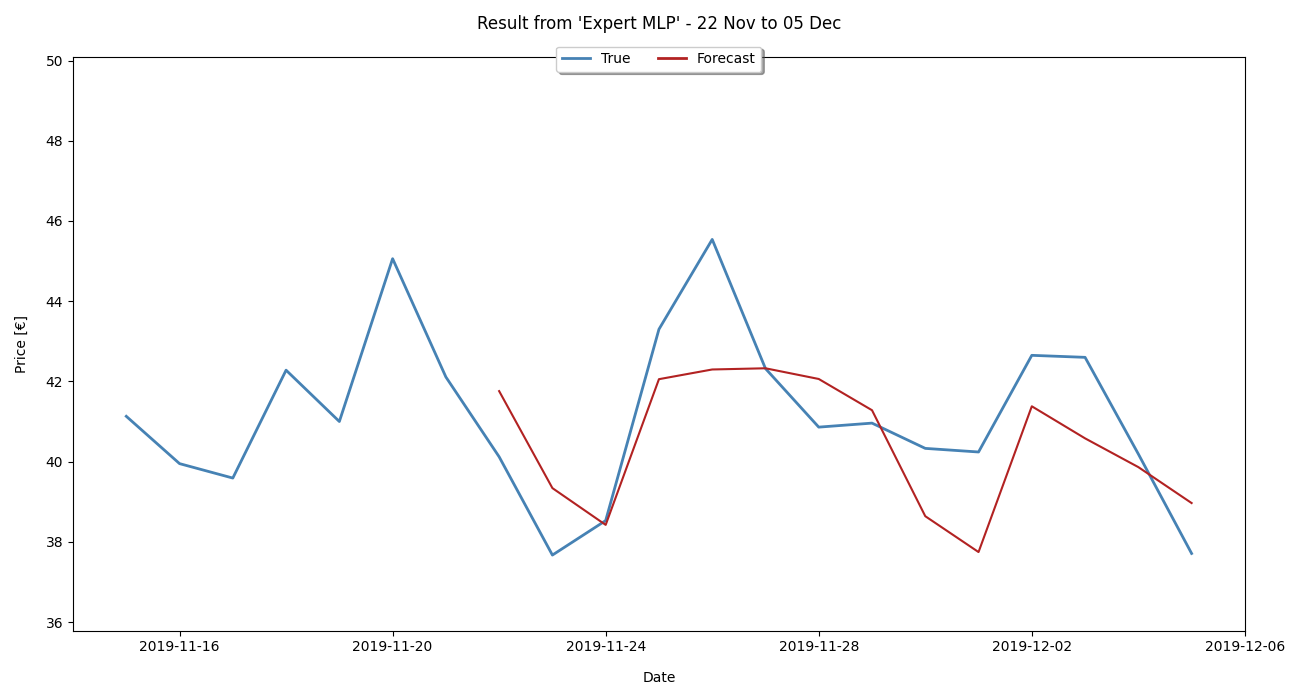 Result from 'Expert MLP' - 22 Nov to 05 Dec
True Forecast
50
48
46
44
42
40
38
36
Price [€]
2019-11-16 2019-11-20 2019-11-24 2019-11-28 2019-12-02 2019-12-06
Date